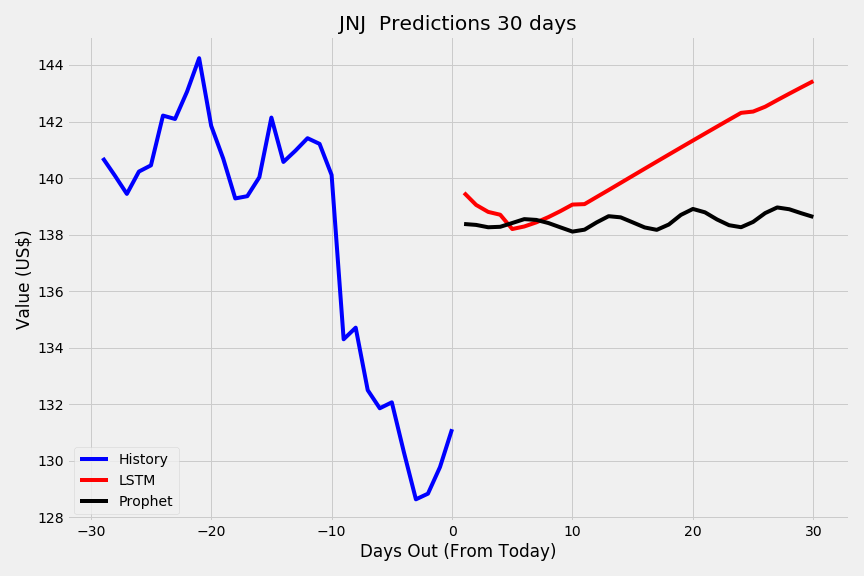 JNJ  Predictions 30 days
Value (US$)
144
142
140
138
136
134
132
130
128
History
LSTM
Prophet
−30
−20
−10
0
10
20
30
Days Out (From Today)